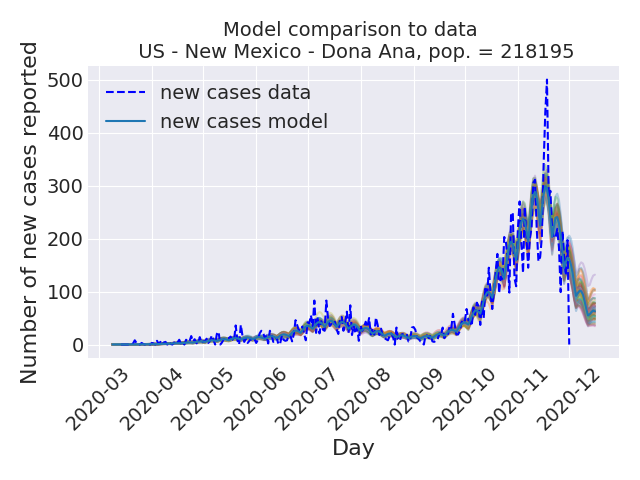 Model comparison to data
US - New Mexico - Dona Ana, pop. = 218195
Number of new cases reported
500
400
300
200
100
0
new cases data
new cases model
2020-03
2020-04
2020-05
2020-06
2020-07
2020-08
2020-09
2020-10
2020-11
2020-12
Day